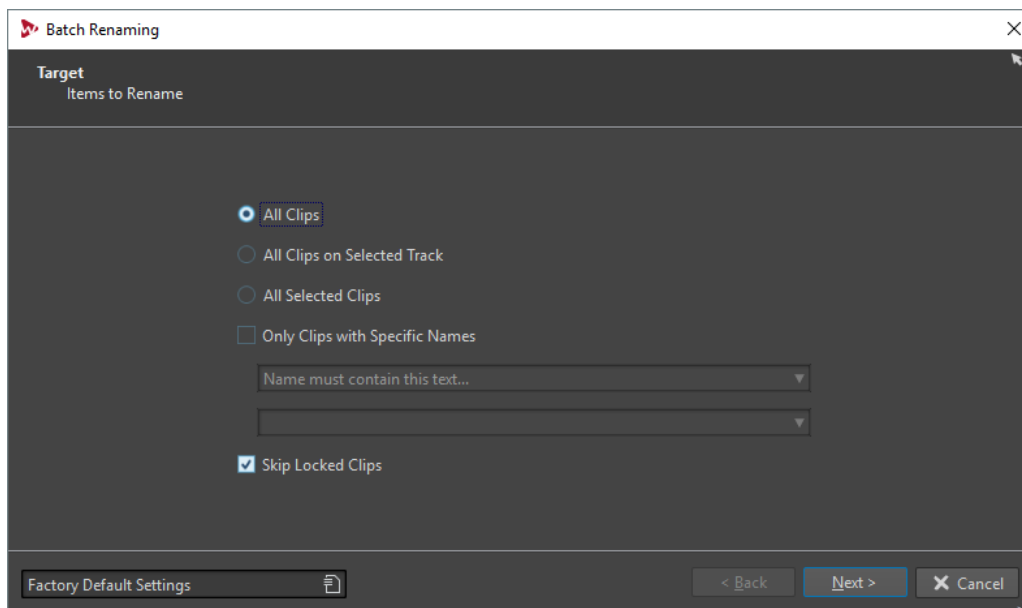 Batch Renaming
Target
Items to Rename
All Clips
All Clips on Selected Track
All Selected Clips
Only Clips with Specific Names
Name must contain this text...
Skip Locked Clips
Factory Default Settings
< Back
Next >
Cancel